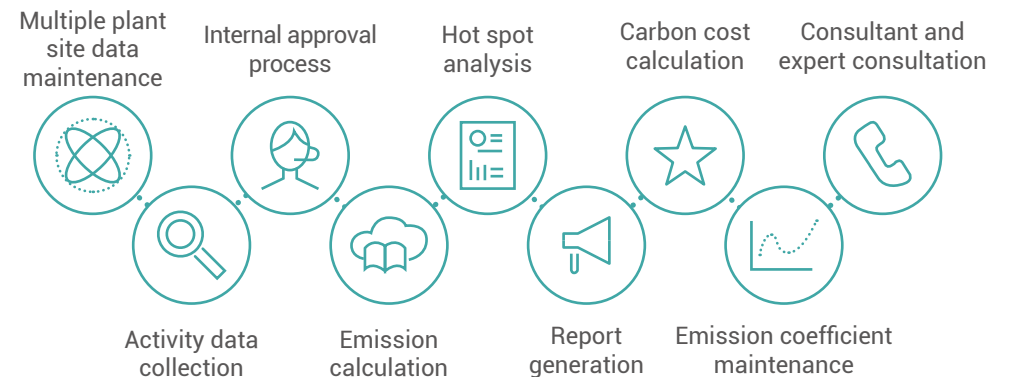 Multiple plant
site data
maintenance
Internal approval
process
Hot spot
analysis
Carbon cost
calculation
Consultant and
expert consultation
Activity data
collection
Emission
calculation
Report
generation
Emission coefficient
maintenance